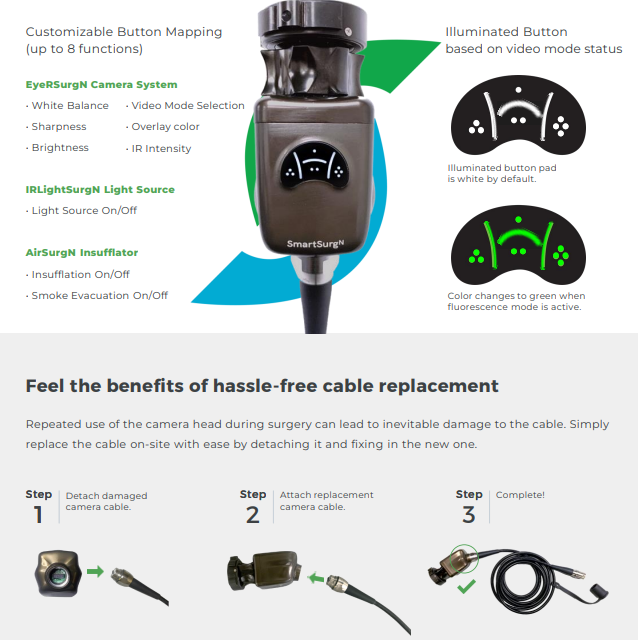 Customizable Button Mapping
(up to 8 functions)
EyeRSurgN Camera System
• White Balance
• Video Mode Selection
• Sharpness
• Overlay color
• Brightness
• IR Intensity
IRLightSurgN Light Source
• Light Source On/Off
AirSurgN Insufflator
• Insufflation On/Off
• Smoke Evacuation On/Off
SmartSurgN
Illuminated Button
based on video mode status
Illuminated button pad
is white by default.
Color changes to green when
fluorescence mode is active.
Feel the benefits of hassle-free cable replacement
Repeated use of the camera head during surgery can lead to inevitable damage to the cable. Simply
replace the cable on-site with ease by detaching it and fixing in the new one.
Step
1
Detach damaged
camera cable.
Step
2
Attach replacement
camera cable.
Step
3
Complete!